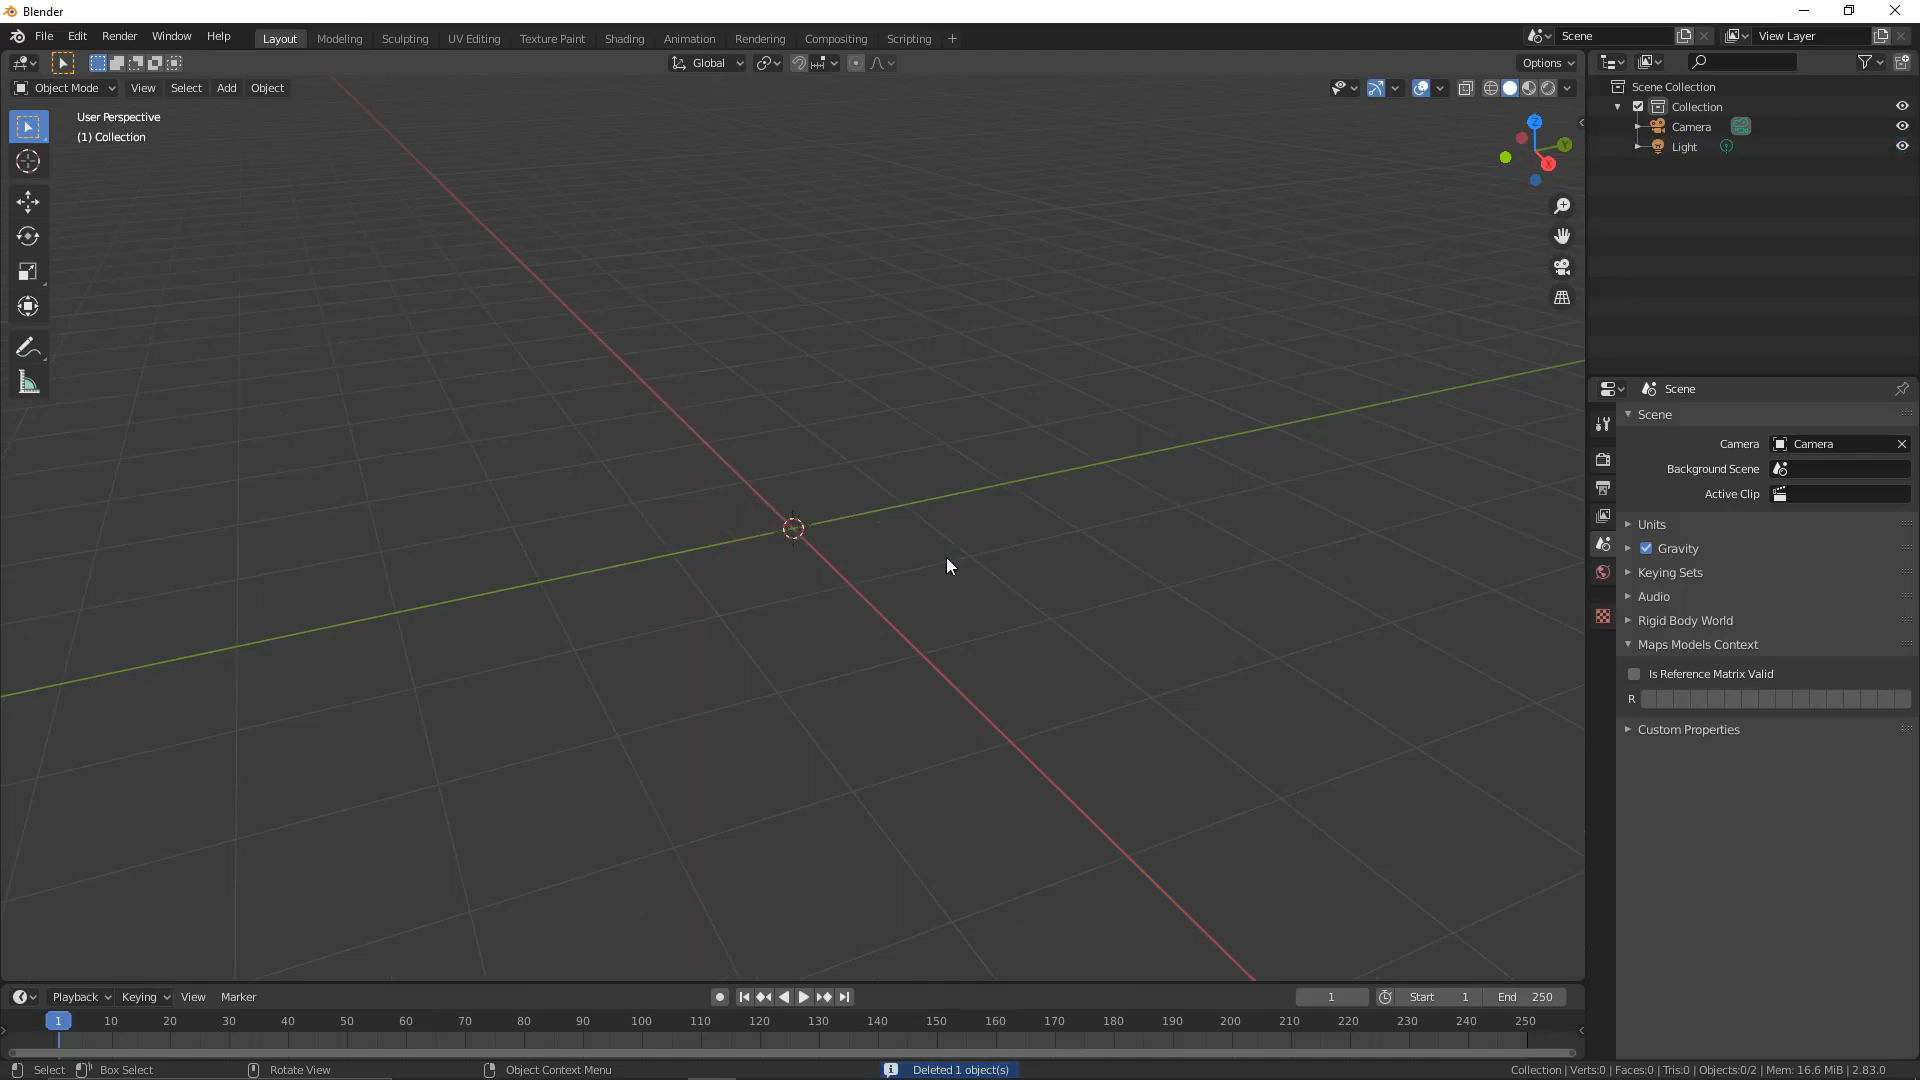 Blender
File Edit Render Window Help Layout Modeling Sculpting UV Editing Texture Paint Shading Animation Rendering Compositing Scripting + Scene View Layer
Global Options
Object Mode View Select Add Object
User Perspective
(1) Collection
Z
Y
X
Scene Collection
Collection
Camera
Light
Scene
Scene
Camera Camera
Background Scene
Active Clip
Units
Gravity
Keying Sets
Audio
Rigid Body World
Maps Models Context
Is Reference Matrix Valid
R
Custom Properties
Playback Keying View Marker 1 Start 1 End 250
1 10 20 30 40 50 60 70 80 90 100 110 120 130 140 150 160 170 180 190 200 210 220 230 240 250
Select Box Select Rotate View Object Context Menu Deleted 1 object(s) Collection | Verts:0 | Faces:0 | Tris:0 | Objects:0/2 | Mem: 16.6 MiB | 2.83.0